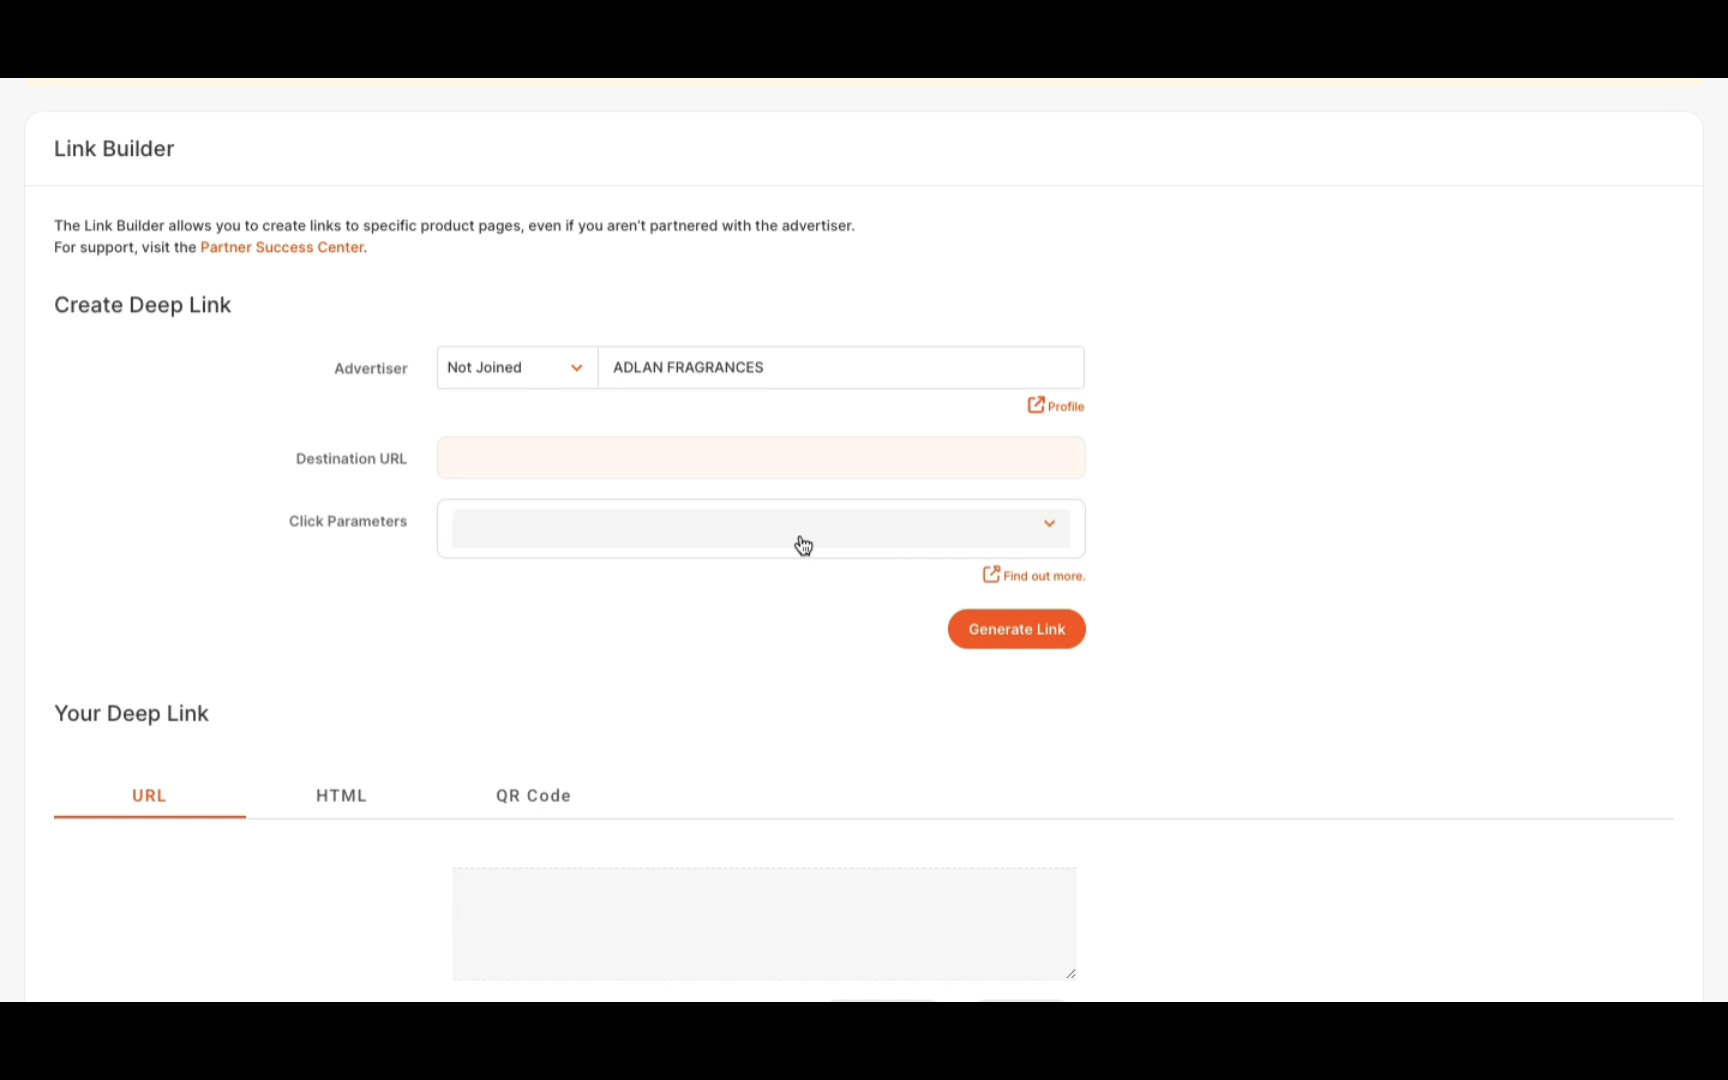 Link Builder
The Link Builder allows you to create links to specific product pages, even if you aren't partnered with the advertiser.
For support, visit the Partner Success Center.
Create Deep Link
Advertiser
Not Joined
ADLAN FRAGRANCES
Profile
Destination URL
Click Parameters
Find out more.
Generate Link
Your Deep Link
URL
HTML
QR Code